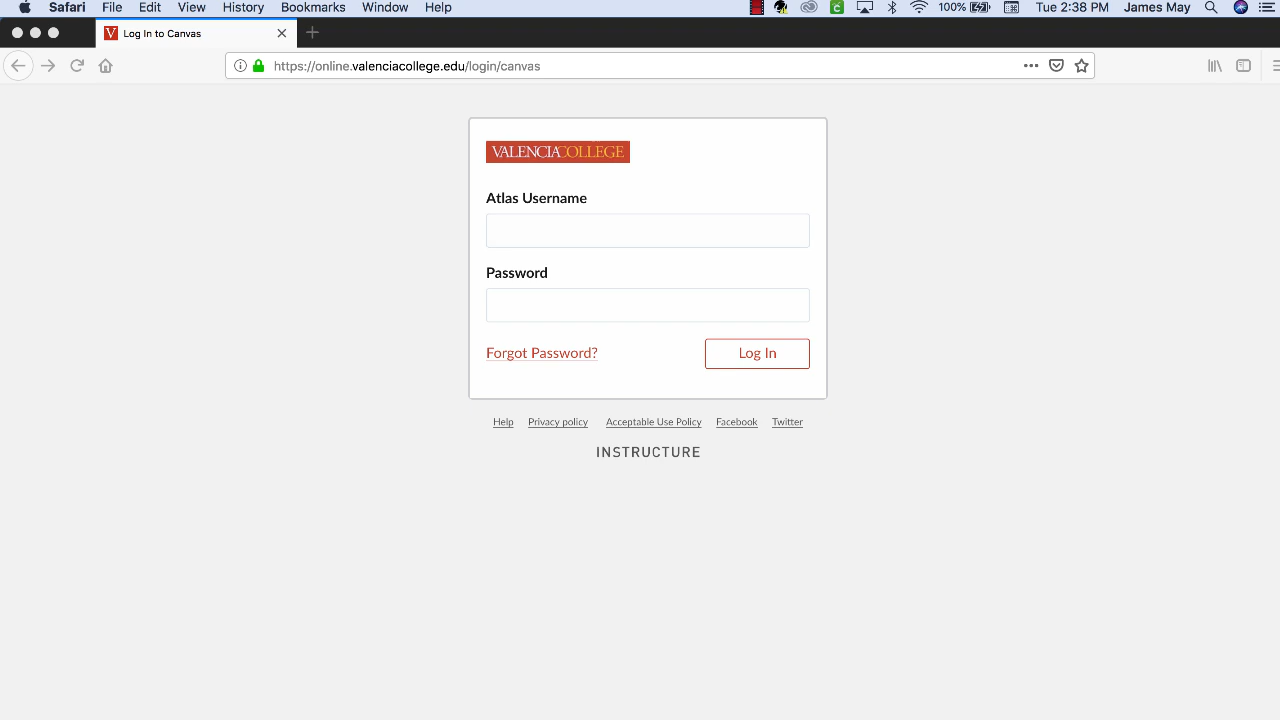 Safari File Edit View History Bookmarks Window Help 100% Tue 2:38 PM James May
V Log In to Canvas
https://online.valenciacollege.edu/login/canvas
VALENCIACOLLEGE
Atlas Username
Password
Forgot Password? Log In
Help Privacy policy Acceptable Use Policy Facebook Twitter
INSTRUCTURE